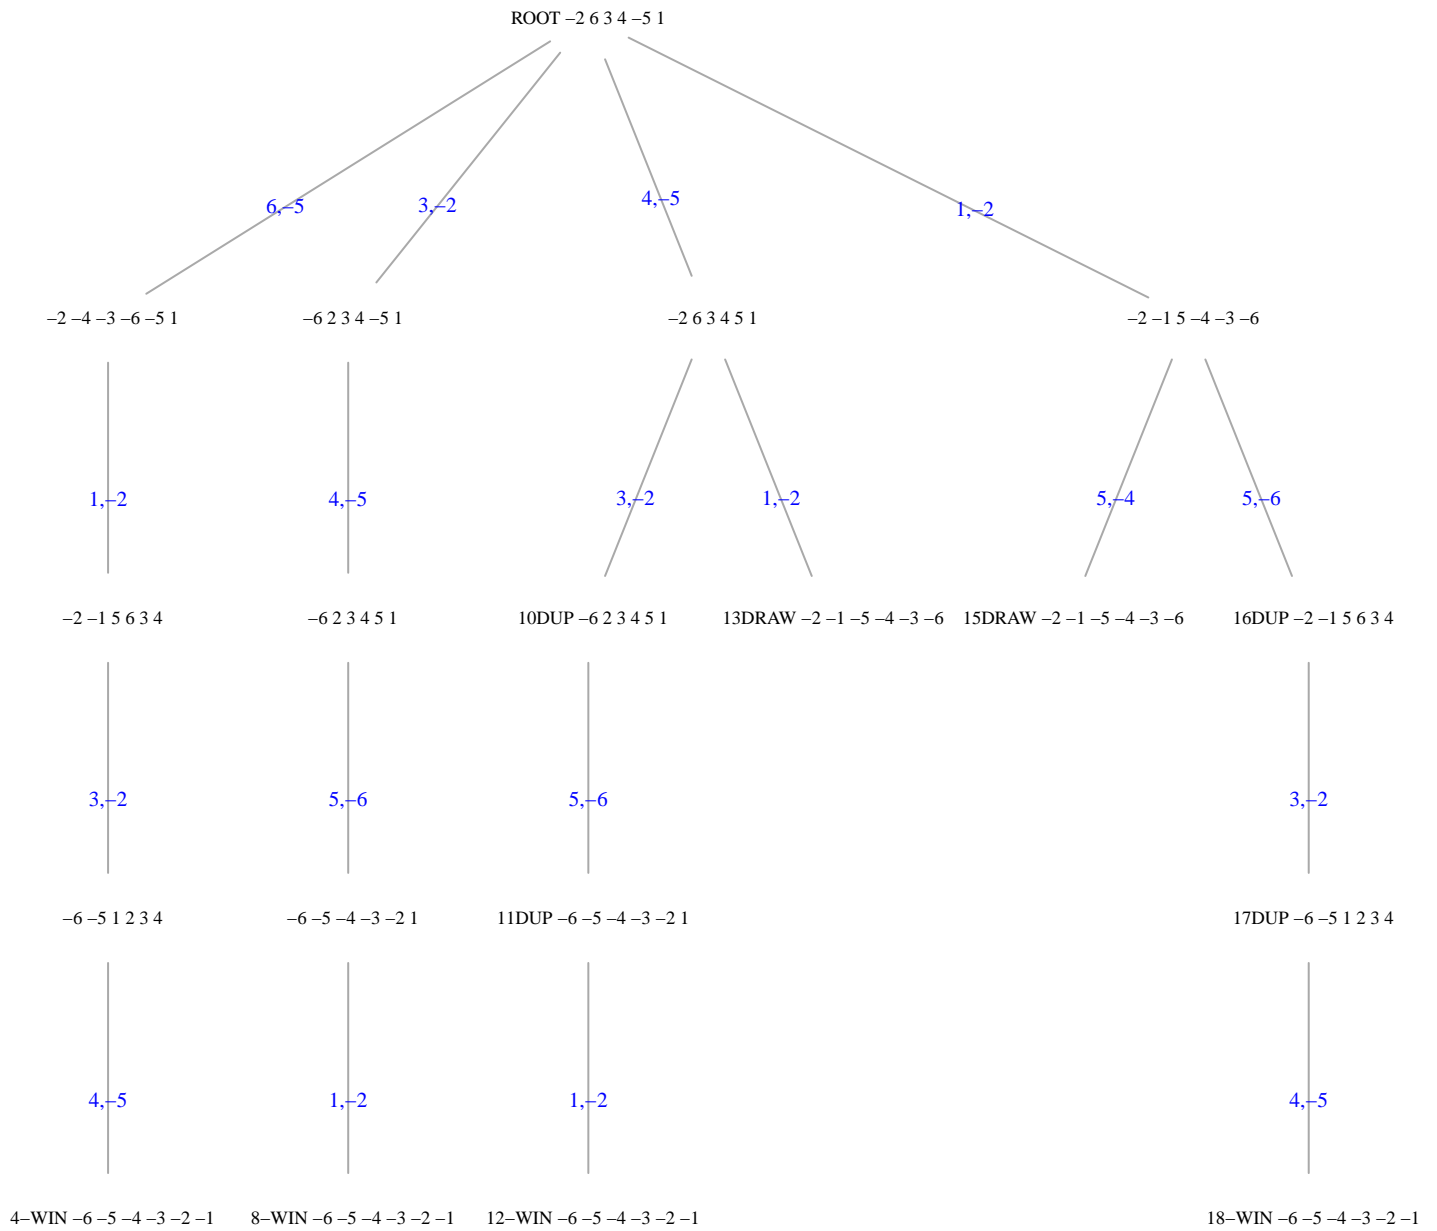 ROOT –2 6 3 4 –5 1
6,–5
3,–2
4,–5
1,–2
–2 –4 –3 –6 –5 1
–6 2 3 4 –5 1
–2 6 3 4 5 1
–2 –1 5 –4 –3 –6
1,–2
4,–5
3,–2
1,–2
5,–4
5,–6
–2 –1 5 6 3 4
–6 2 3 4 5 1
10DUP –6 2 3 4 5 1
13DRAW –2 –1 –5 –4 –3 –6
15DRAW –2 –1 –5 –4 –3 –6
16DUP –2 –1 5 6 3 4
3,–2
5,–6
5,–6
3,–2
–6 –5 1 2 3 4
–6 –5 –4 –3 –2 1
11DUP –6 –5 –4 –3 –2 1
17DUP –6 –5 1 2 3 4
4,–5
1,–2
1,–2
4,–5
4–WIN –6 –5 –4 –3 –2 –1
8–WIN –6 –5 –4 –3 –2 –1
12–WIN –6 –5 –4 –3 –2 –1
18–WIN –6 –5 –4 –3 –2 –1